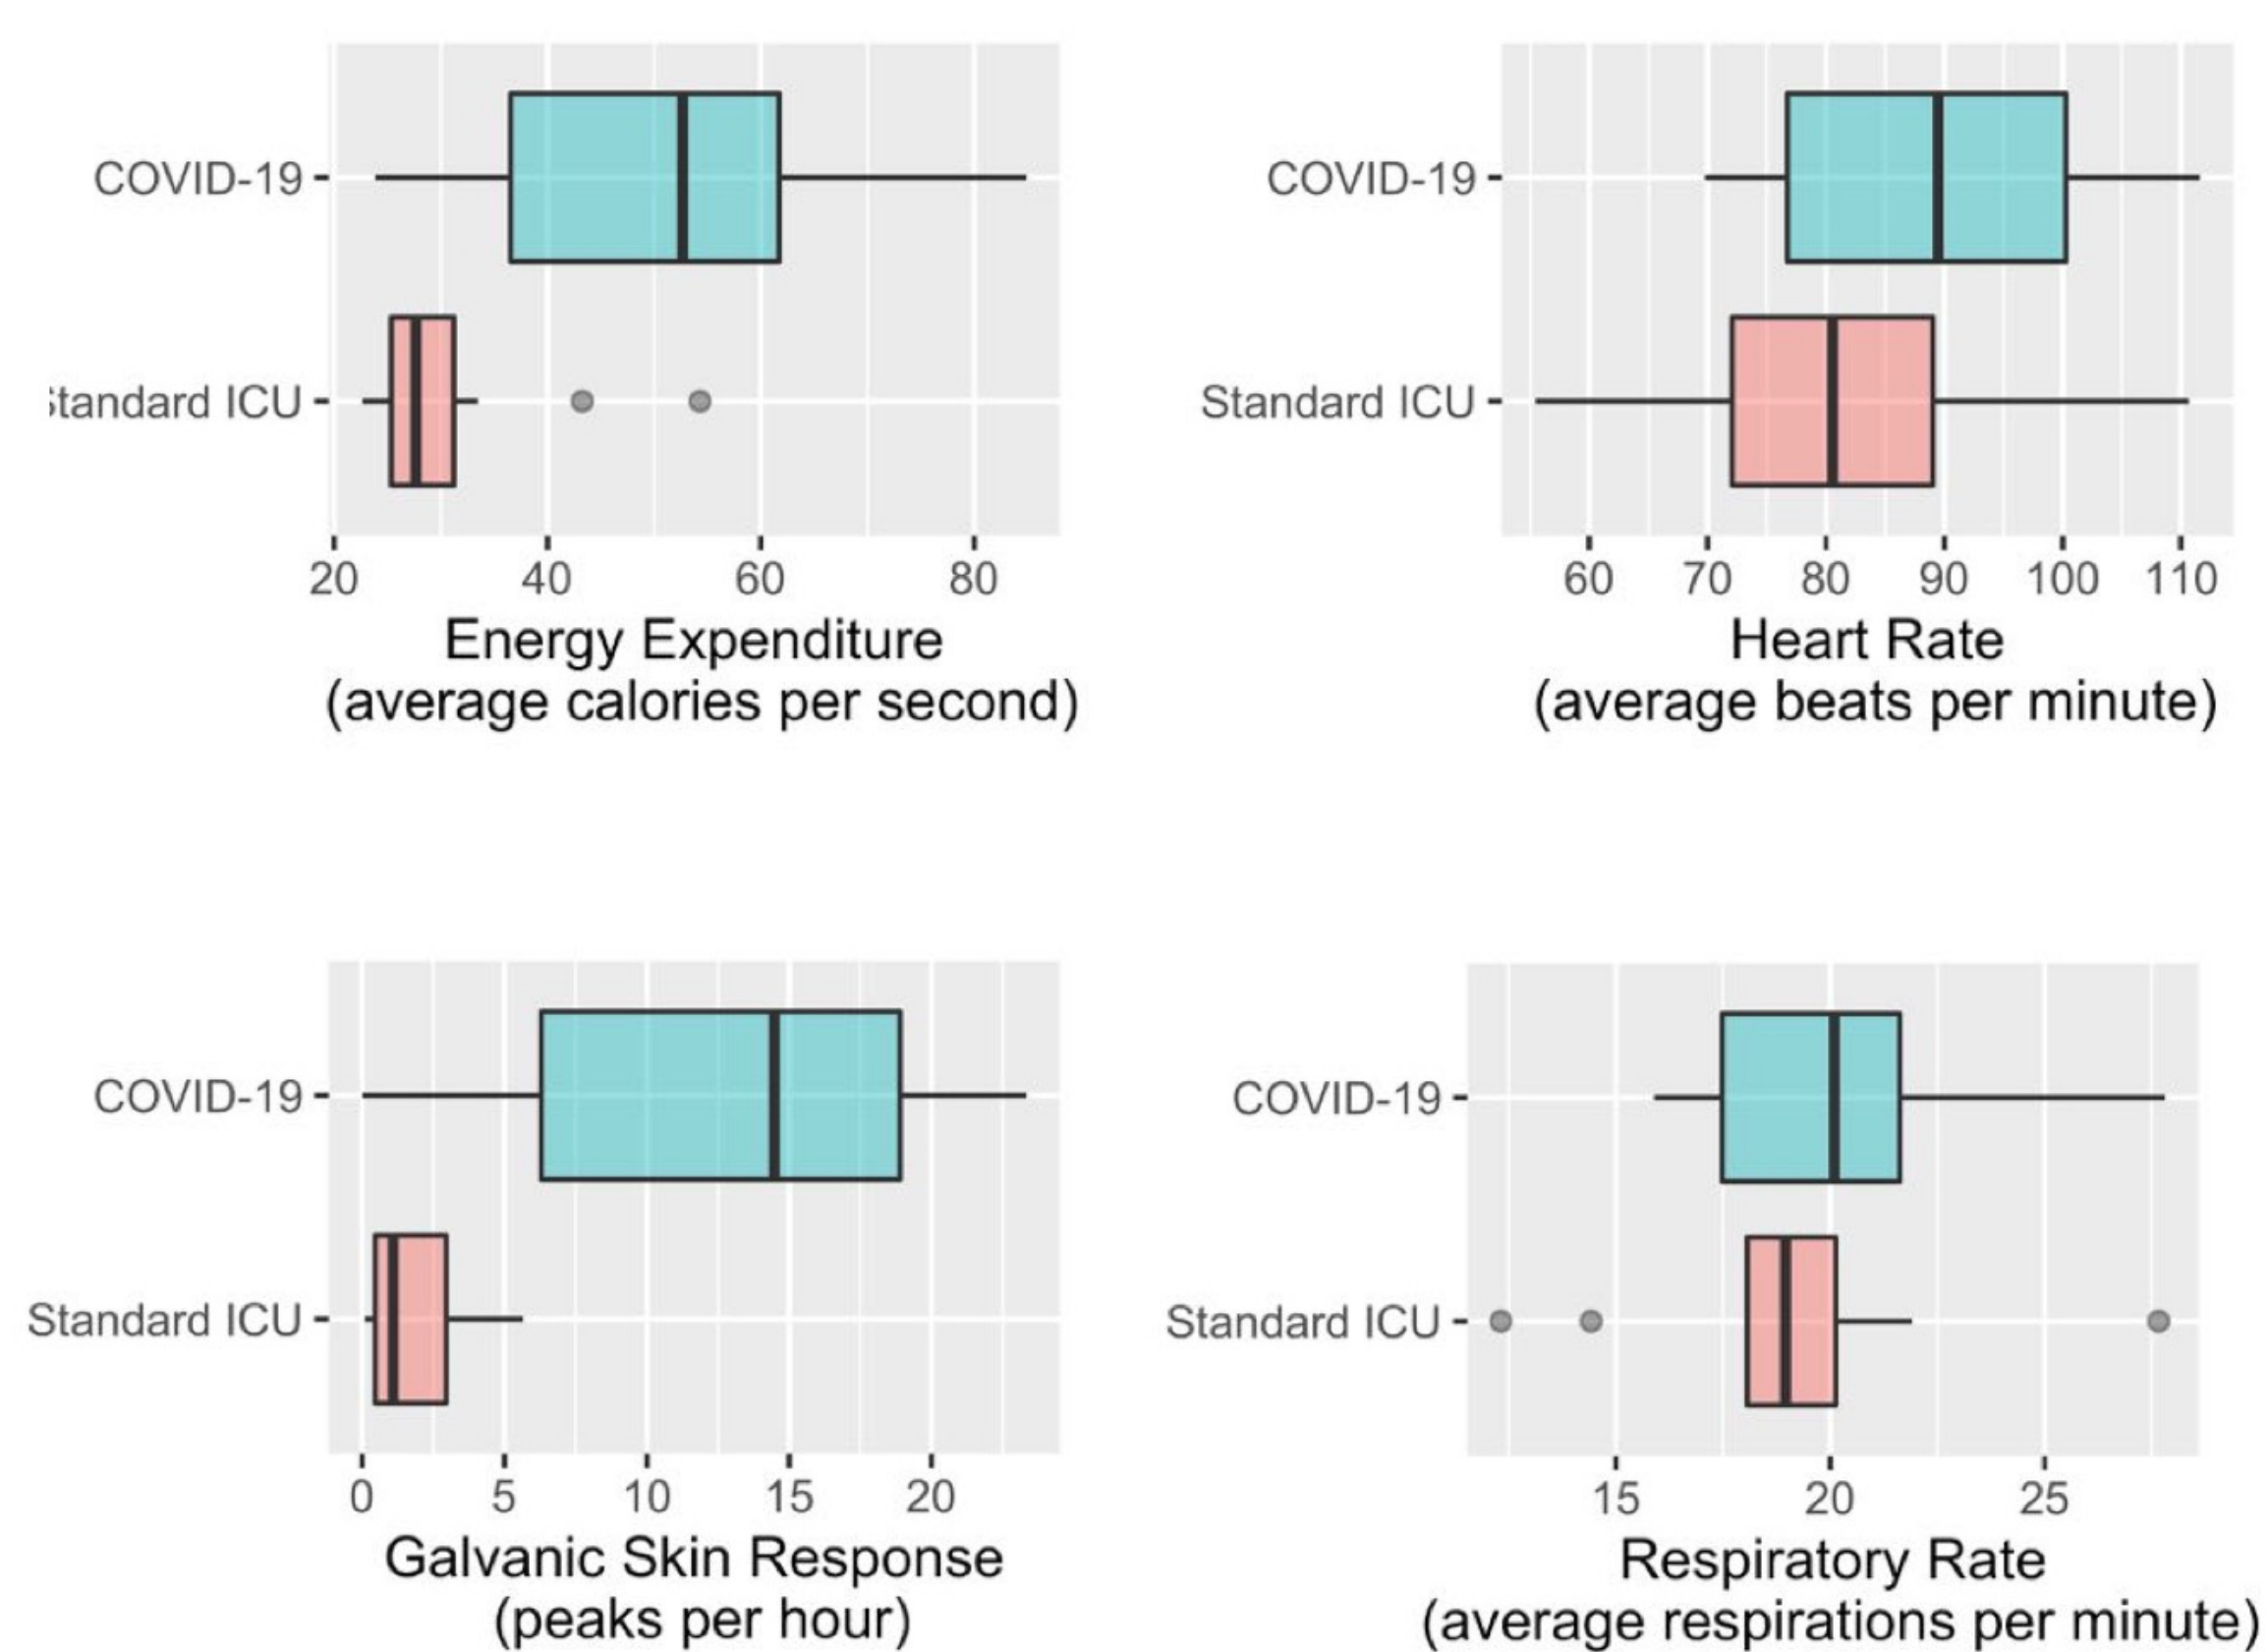 COVID-19
Standard ICU
20 40 60 80
Energy Expenditure
(average calories per second)
COVID-19
Standard ICU
60 70 80 90 100 110
Heart Rate
(average beats per minute)
COVID-19
Standard ICU
0 5 10 15 20
Galvanic Skin Response
(peaks per hour)
COVID-19
Standard ICU
15 20 25
Respiratory Rate
(average respirations per minute)